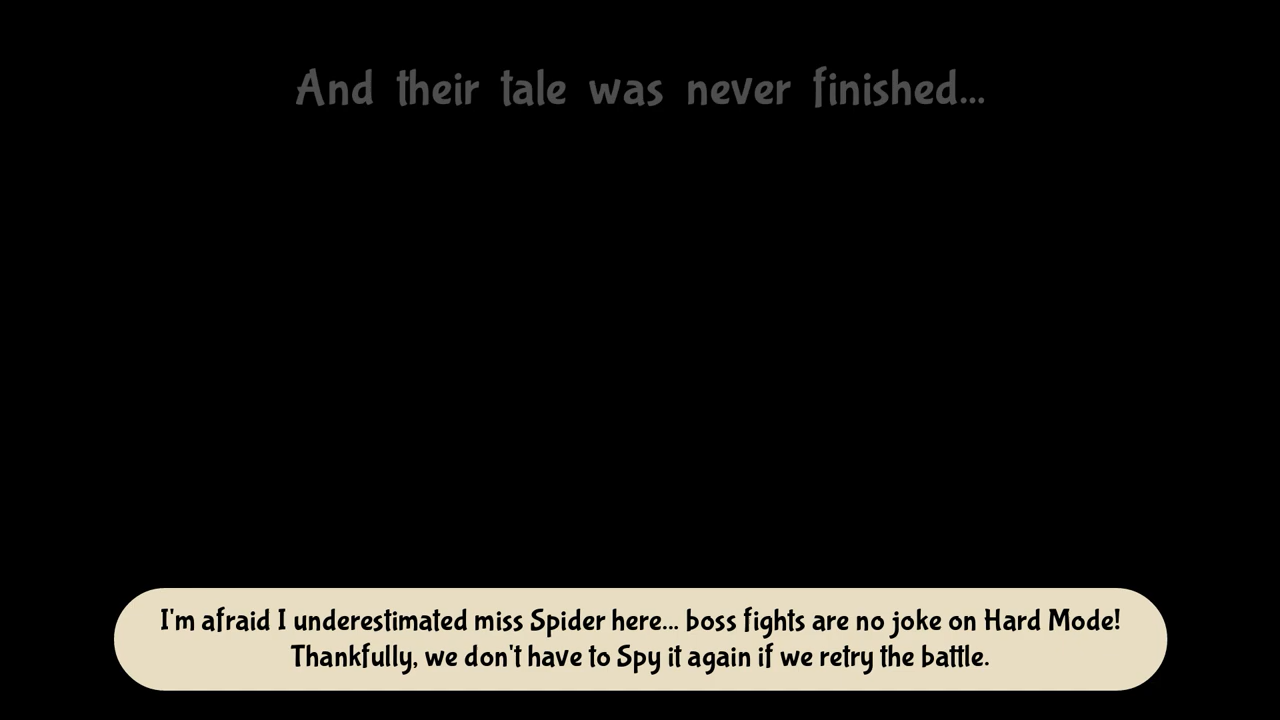 And their tale was never finished...
I'm afraid I underestimated miss Spider here... boss fights are no joke on Hard Mode!
Thankfully, we don't have to Spy it again if we retry the battle.